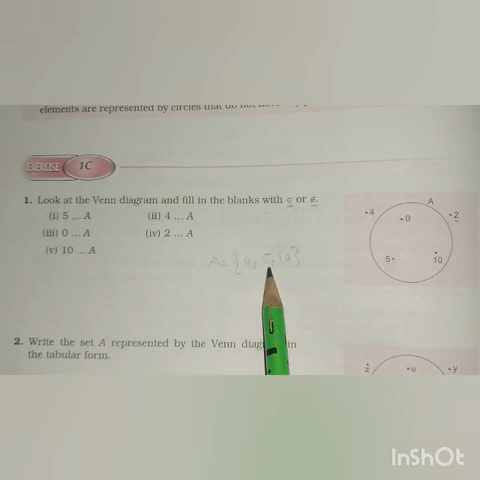 elements are represented by circles that do not
EXERCISE 1C
1. Look at the Venn diagram and fill in the blanks with ∈ or ∉.
(i) 5 ... A (ii) 4 ... A
(iii) 0 ... A (iv) 2 ... A
(v) 10 ... A
A
4
0
2
5
10
A = {0, 5, 10}
2. Write the set A represented by the Venn in
the tabular form.
z u y
InShOt